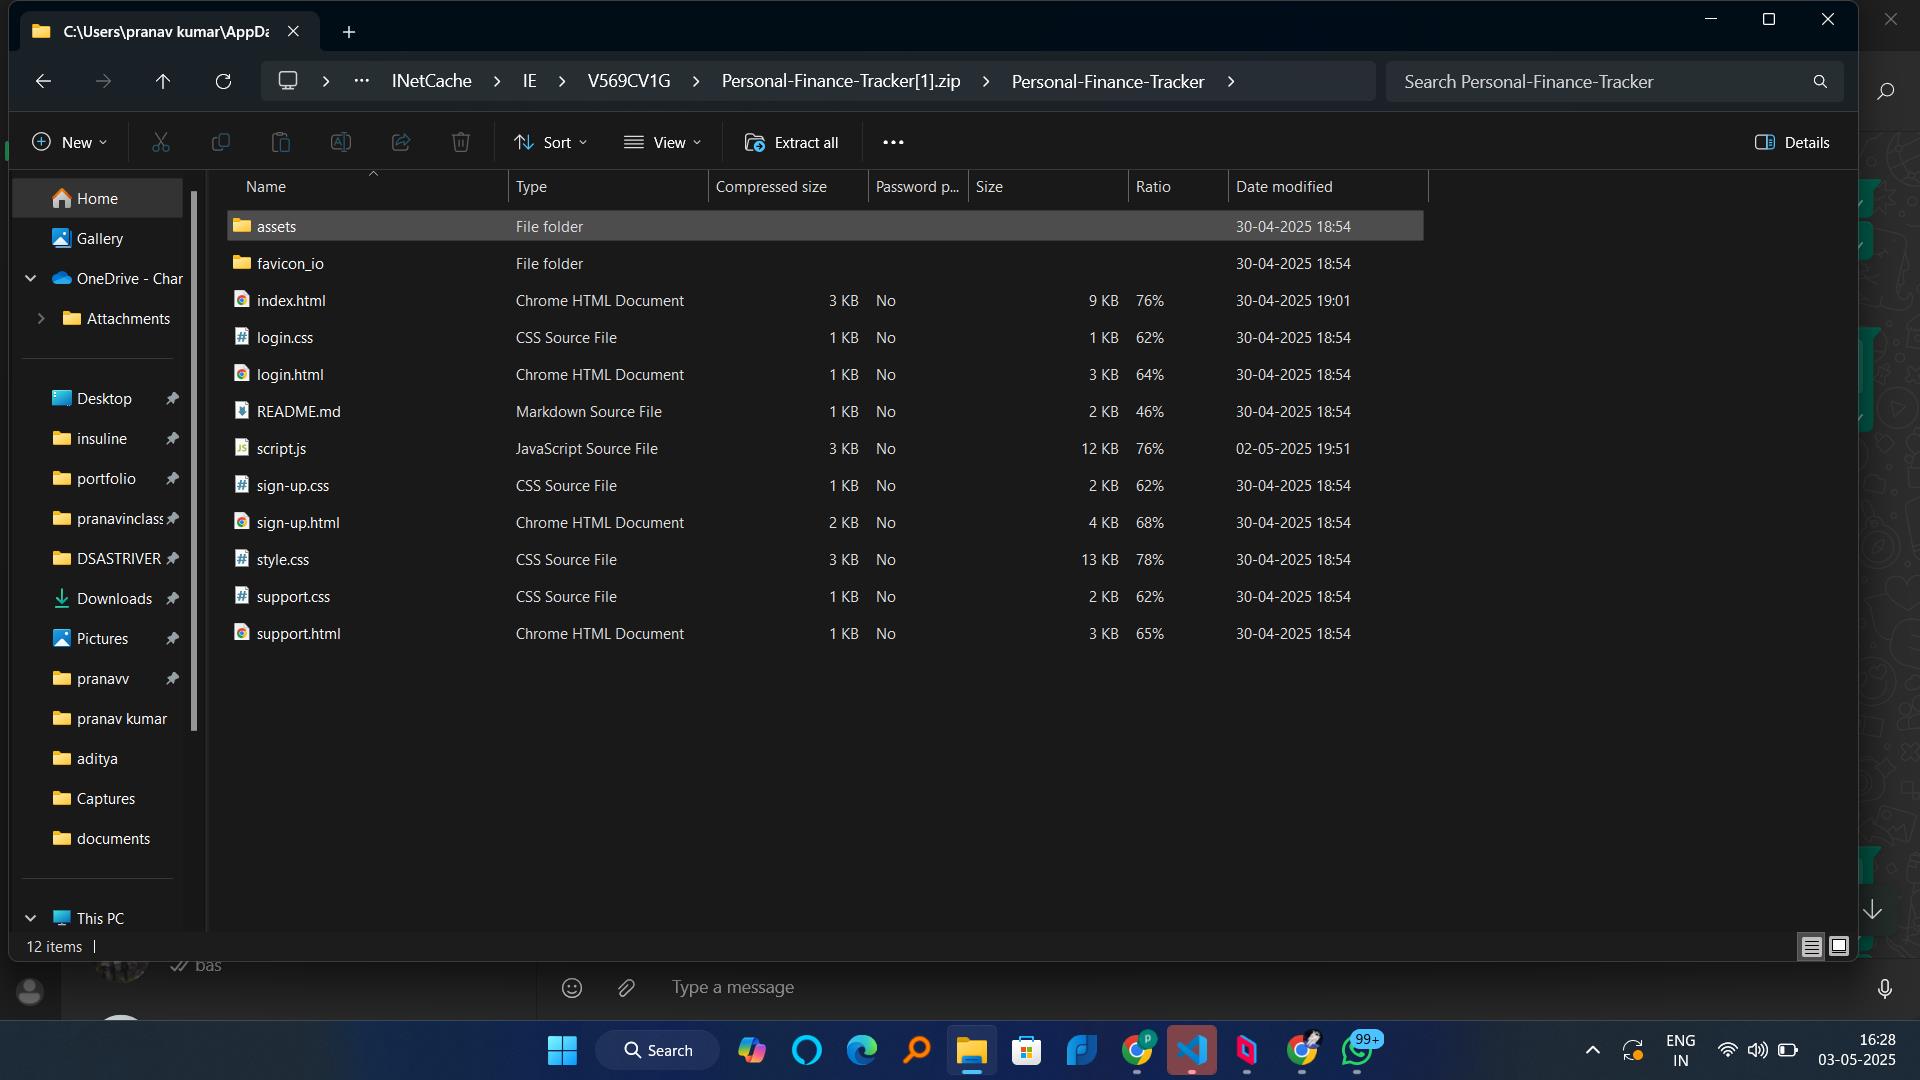 C:\Users\pranav kumar\AppDa
INetCache > IE > V569CV1G > Personal-Finance-Tracker[1].zip > Personal-Finance-Tracker >
Search Personal-Finance-Tracker
New
Sort
View
Extract all
Details
Name Type Compressed size Password p... Size Ratio Date modified
assets File folder 30-04-2025 18:54
favicon_io File folder 30-04-2025 18:54
index.html Chrome HTML Document 3 KB No 9 KB 76% 30-04-2025 19:01
login.css CSS Source File 1 KB No 1 KB 62% 30-04-2025 18:54
login.html Chrome HTML Document 1 KB No 3 KB 64% 30-04-2025 18:54
README.md Markdown Source File 1 KB No 2 KB 46% 30-04-2025 18:54
script.js JavaScript Source File 3 KB No 12 KB 76% 02-05-2025 19:51
sign-up.css CSS Source File 1 KB No 2 KB 62% 30-04-2025 18:54
sign-up.html Chrome HTML Document 2 KB No 4 KB 68% 30-04-2025 18:54
style.css CSS Source File 3 KB No 13 KB 78% 30-04-2025 18:54
support.css CSS Source File 1 KB No 2 KB 62% 30-04-2025 18:54
support.html Chrome HTML Document 1 KB No 3 KB 65% 30-04-2025 18:54
Home
Gallery
OneDrive - Char
Attachments
Desktop
insuline
portfolio
pranavinclass
DSASTRIVER
Downloads
Pictures
pranavv
pranav kumar
aditya
Captures
documents
This PC
12 items
bas
Type a message
Search
P
99+
ENG
IN
16:28
03-05-2025